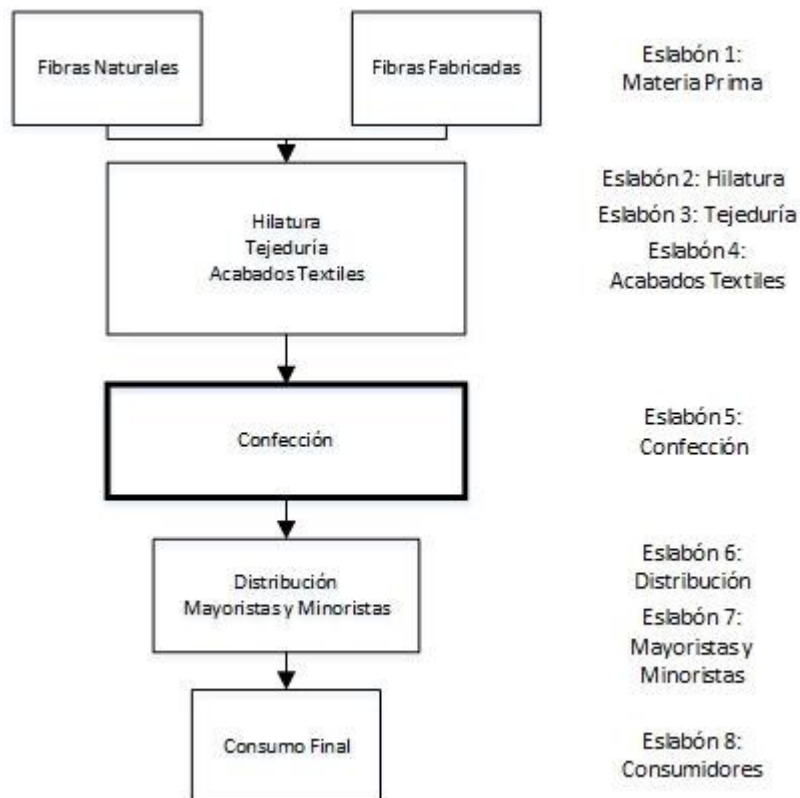 Fibras Naturales
Fibras Fabricadas
Eslabón 1:
Materia Prima
Hilatura
Tejeduría
Acabados Textiles
Eslabón 2: Hilatura
Eslabón 3: Tejeduría
Eslabón 4:
Acabados Textiles
Confección
Eslabón 5:
Confección
Distribución
Mayoristas y Minoristas
Eslabón 6:
Distribución
Eslabón 7:
Mayoristas y
Minoristas
Consumo Final
Eslabón 8:
Consumidores